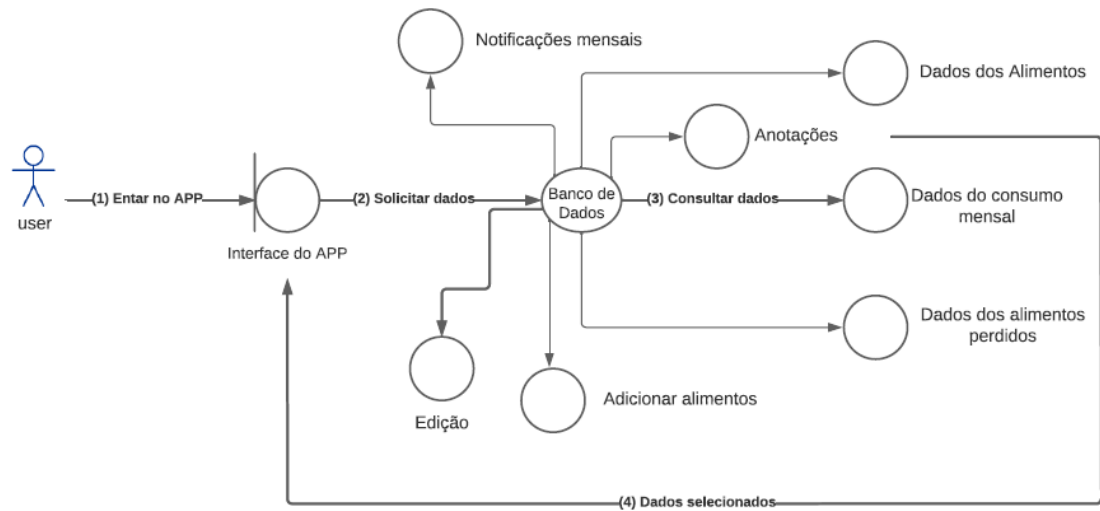 Notificações mensais
Dados dos Alimentos
Anotações
user
(1) Entar no APP
Interface do APP
(2) Solicitar dados
Banco de
Dados
(3) Consultar dados
Dados do consumo
mensal
Dados dos alimentos
perdidos
Edição
Adicionar alimentos
(4) Dados selecionados